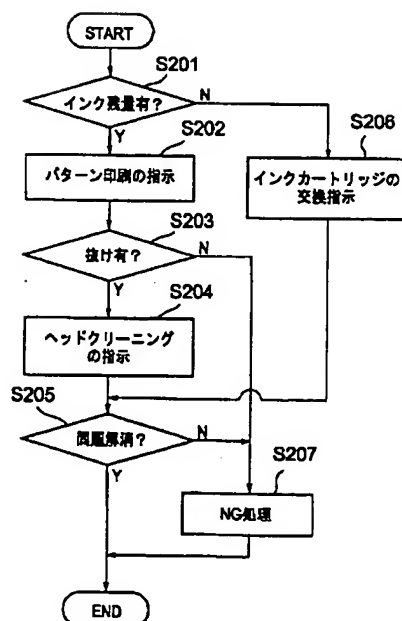 START
S201
インク残量有?
N
Y
S202
S206
パターン印刷の指示
インクカートリッジの
交換指示
S203
抜け有?
N
Y
S204
ヘッドクリーニング
の指示
S205
問題解消?
N
Y
S207
NG処理
END